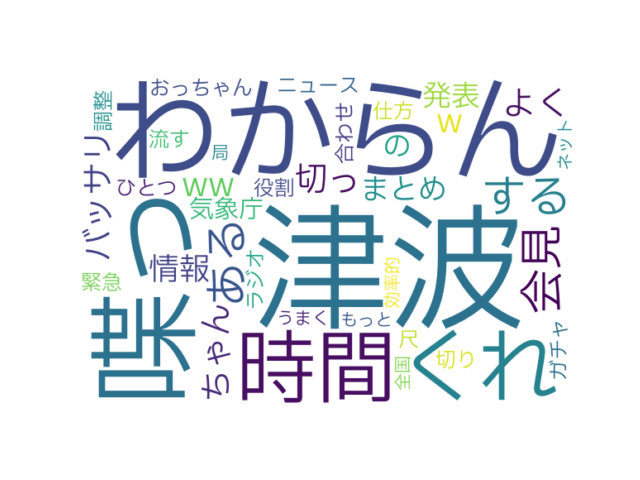 おっちゃん
ニュース
わからん
調整
流す
局
合わせ
仕方
発表
w
よく
ネット
バッサリ
ひとつ
ww
役割
切っ
まとめ
の
する
気象庁
喋っ
ある
津波
会見
情報
ラジオ
緊急
効率的
ちゃん
うまく
もっと
時間
くれ
尺
切り
全国
ガチャ